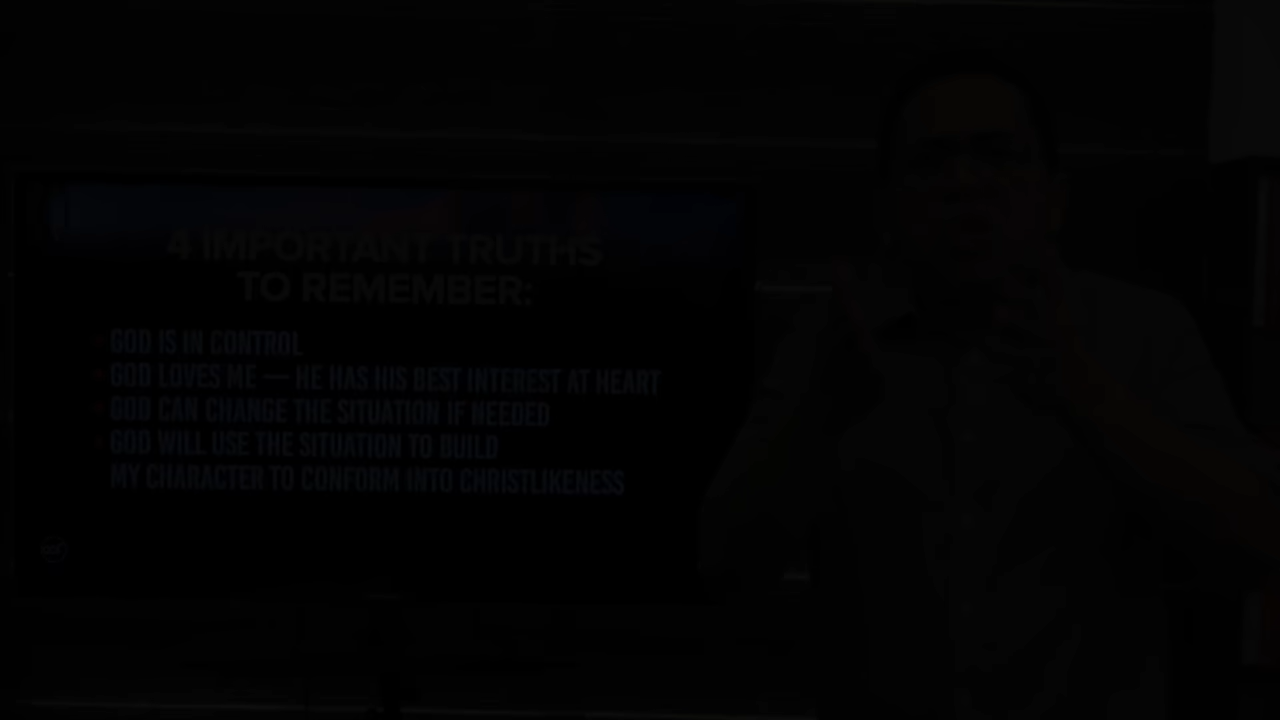 4 IMPORTANT TRUTHS
TO REMEMBER:
GOD IS IN CONTROL
GOD LOVES ME — HE HAS HIS BEST INTEREST AT HEART
GOD CAN CHANGE THE SITUATION IF NEEDED
GOD WILL USE THE SITUATION TO BUILD
MY CHARACTER TO CONFORM INTO CHRISTLIKENESS